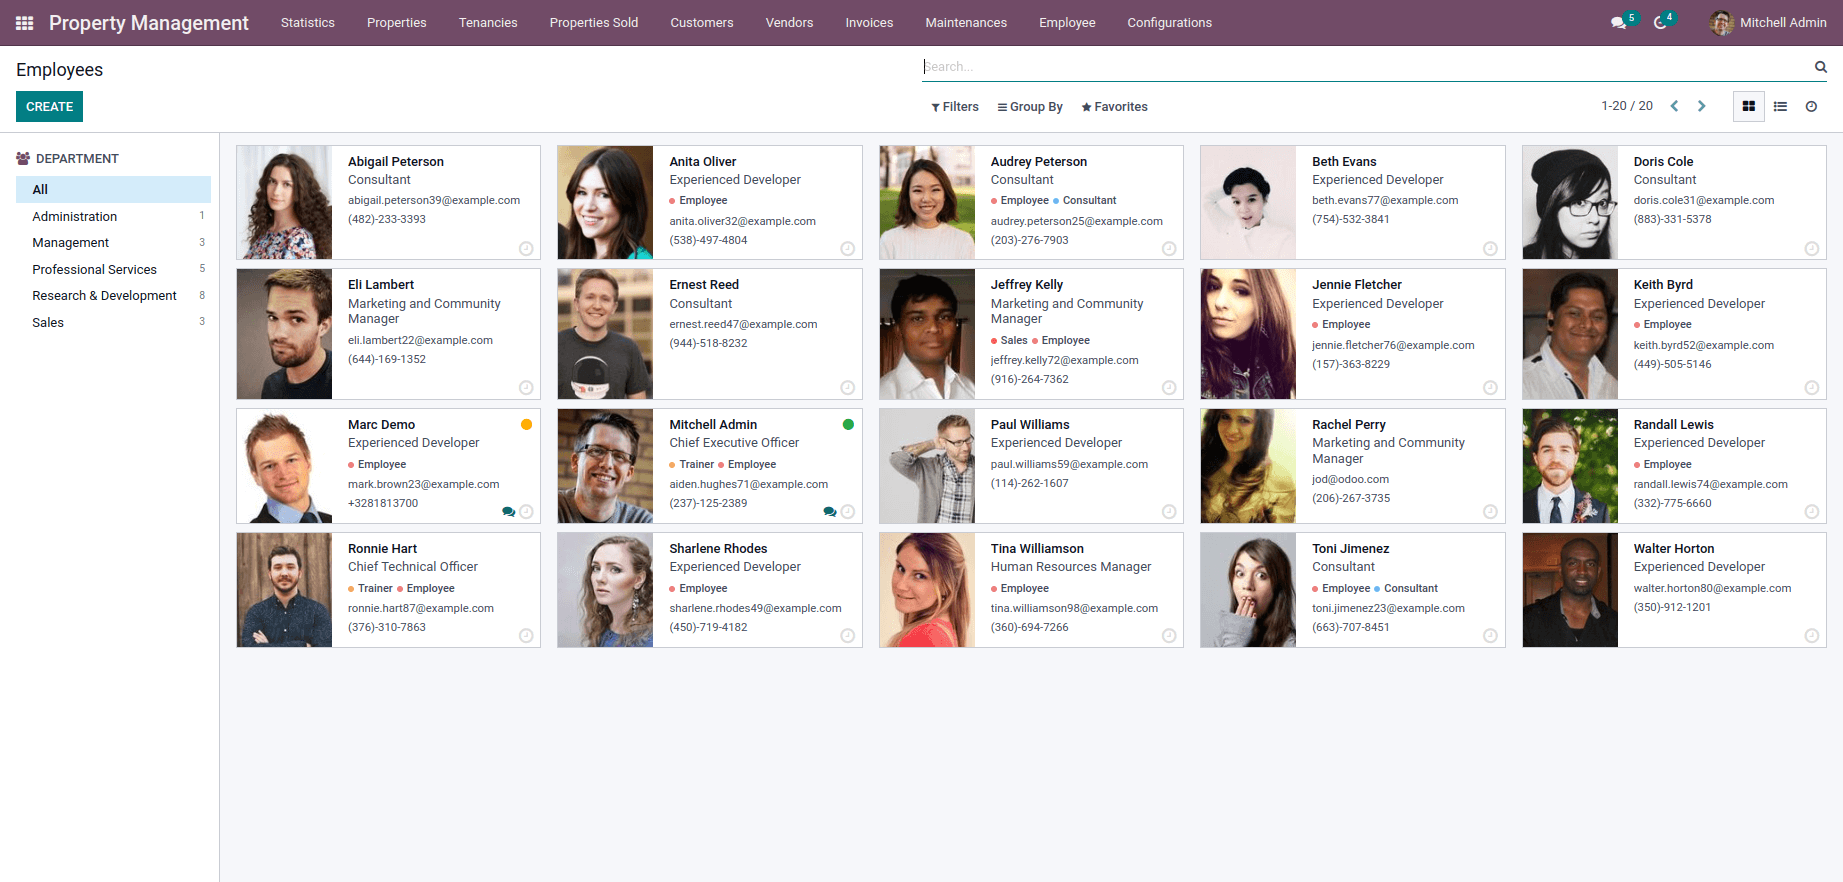 Property Management
Statistics
Properties
Tenancies
Properties Sold
Customers
Vendors
Invoices
Maintenances
Employee
Configurations
5
4
Mitchell Admin
Employees
Search...
CREATE
Filters
Group By
Favorites
1-20 / 20
DEPARTMENT
All
Administration 1
Management 3
Professional Services 5
Research & Development 8
Sales 3
Abigail Peterson
Consultant
abigail.peterson39@example.com
(482)-233-3393
Anita Oliver
Experienced Developer
Employee
anita.oliver32@example.com
(538)-497-4804
Audrey Peterson
Consultant
Employee Consultant
audrey.peterson25@example.com
(203)-276-7903
Beth Evans
Experienced Developer
beth.evans77@example.com
(754)-532-3841
Doris Cole
Consultant
doris.cole31@example.com
(883)-331-5378
Eli Lambert
Marketing and Community
Manager
eli.lambert22@example.com
(644)-169-1352
Ernest Reed
Consultant
ernest.reed47@example.com
(944)-518-8232
Jeffrey Kelly
Marketing and Community
Manager
Sales Employee
jeffrey.kelly72@example.com
(916)-264-7362
Jennie Fletcher
Experienced Developer
Employee
jennie.fletcher76@example.com
(157)-363-8229
Keith Byrd
Experienced Developer
Employee
keith.byrd52@example.com
(449)-505-5146
Marc Demo
Experienced Developer
Employee
mark.brown23@example.com
+3281813700
Mitchell Admin
Chief Executive Officer
Trainer Employee
aiden.hughes71@example.com
(237)-125-2389
Paul Williams
Experienced Developer
paul.williams59@example.com
(114)-262-1607
Rachel Perry
Marketing and Community
Manager
jod@odoo.com
(206)-267-3735
Randall Lewis
Experienced Developer
Employee
randall.lewis74@example.com
(332)-775-6660
Ronnie Hart
Chief Technical Officer
Trainer Employee
ronnie.hart87@example.com
(376)-310-7863
Sharlene Rhodes
Experienced Developer
Employee
sharlene.rhodes49@example.com
(450)-719-4182
Tina Williamson
Human Resources Manager
Employee
tina.williamson98@example.com
(360)-694-7266
Toni Jimenez
Consultant
Employee Consultant
toni.jimenez23@example.com
(663)-707-8451
Walter Horton
Experienced Developer
walter.horton80@example.com
(350)-912-1201